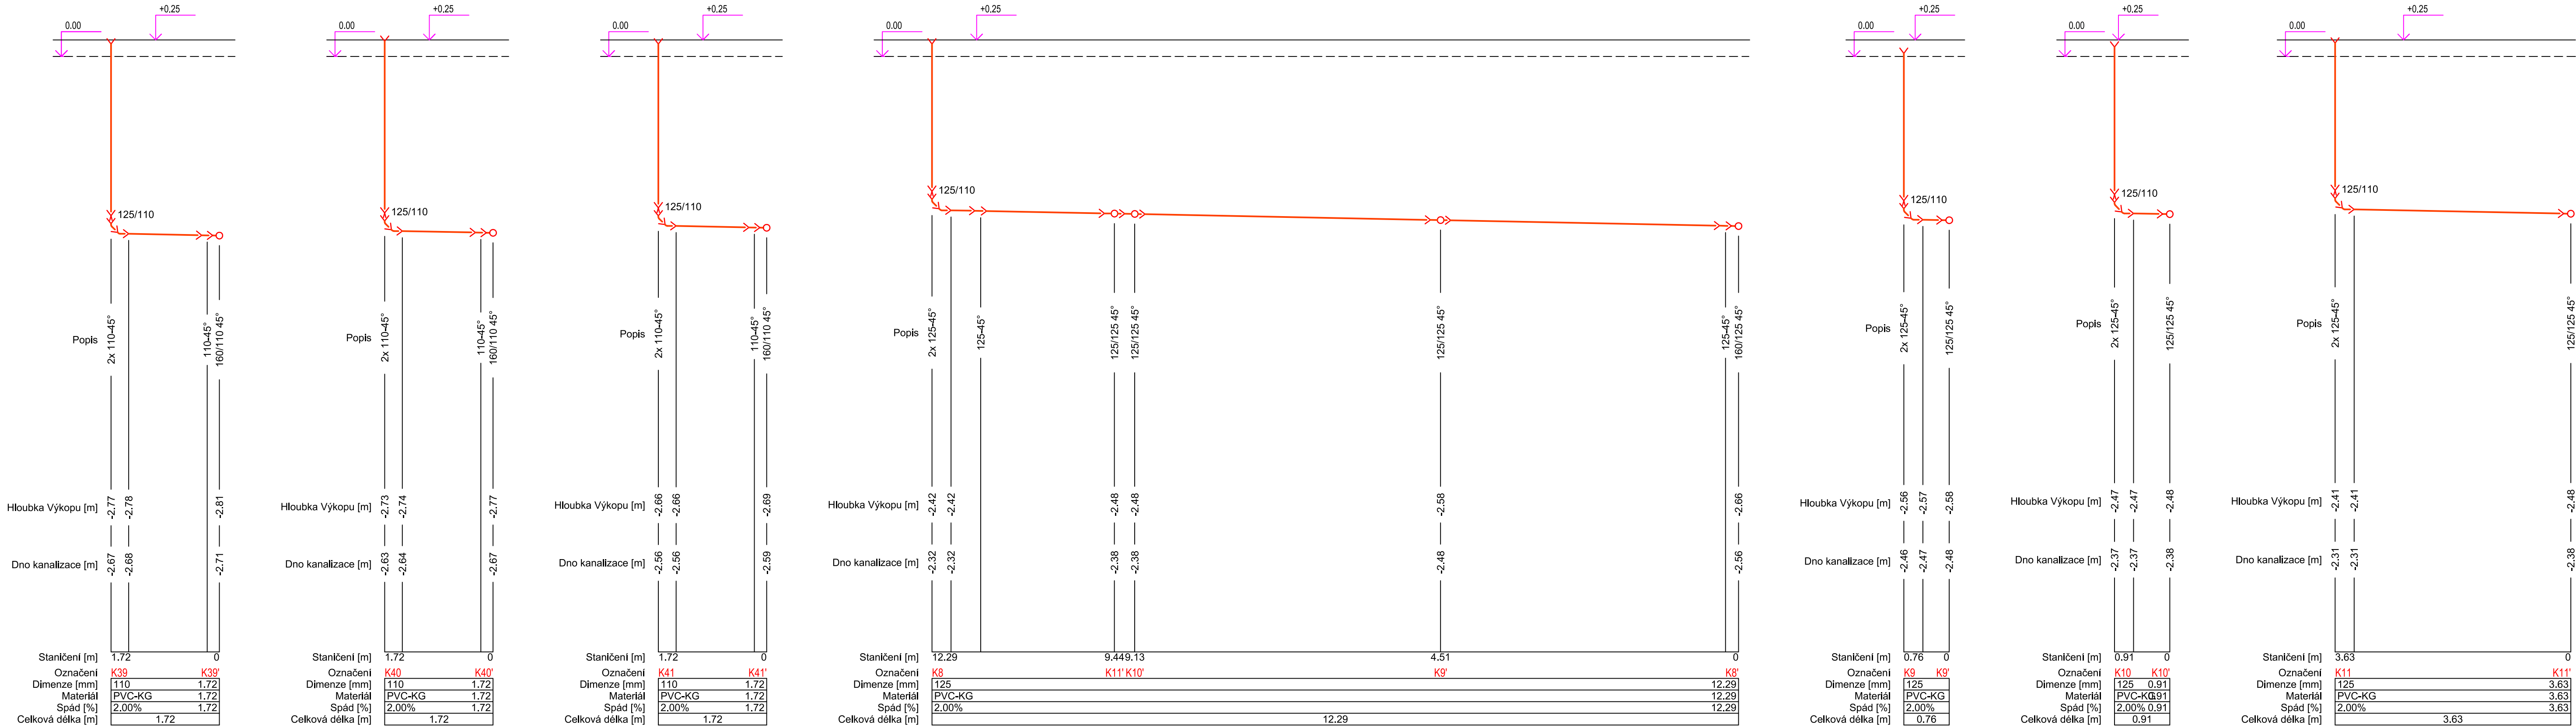 0.00 +0,25
125/110
Popis 2x 110-45° 110-45° 160/110 45°
Hloubka Výkopu [m] -2.77 -2.78 -2.81
Dno kanalizace [m] -2.67 -2.68 -2.71
Staničení [m] 1.72 0
Označení K39 K39'
Dimenze [mm] 110 1.72
Materiál PVC-KG 1.72
Spád [%] 2.00% 1.72
Celková délka [m] 1.72
0.00 +0,25
125/110
Popis 2x 110-45° 110-45° 160/110 45°
Hloubka Výkopu [m] -2.73 -2.74 -2.77
Dno kanalizace [m] -2.63 -2.64 -2.67
Staničení [m] 1.72 0
Označení K40 K40'
Dimenze [mm] 110 1.72
Materiál PVC-KG 1.72
Spád [%] 2.00% 1.72
Celková délka [m] 1.72
0.00 +0,25
125/110
Popis 2x 110-45° 110-45° 160/110 45°
Hloubka Výkopu [m] -2.66 -2.66 -2.69
Dno kanalizace [m] -2.56 -2.56 -2.59
Staničení [m] 1.72 0
Označení K41 K41'
Dimenze [mm] 110 1.72
Materiál PVC-KG 1.72
Spád [%] 2.00% 1.72
Celková délka [m] 1.72
0.00 +0,25
125/110
Popis 2x 125-45° 125-45° 125/125 45° 125/125 45° 125/125 45° 125-45° 160/125 45°
Hloubka Výkopu [m] -2.42 -2.42 -2.48 -2.48 -2.58 -2.66
Dno kanalizace [m] -2.32 -2.32 -2.38 -2.38 -2.48 -2.56
Staničení [m] 12.29 9.44 9.13 4.51 0
Označení K8 K11' K10' K9' K8'
Dimenze [mm] 125 12.29
Materiál PVC-KG 12.29
Spád [%] 2.00% 12.29
Celková délka [m] 12.29
0.00 +0,25
125/110
Popis 2x 125-45° 125/125 45°
Hloubka Výkopu [m] -2.56 -2.57 -2.58
Dno kanalizace [m] -2.46 -2.47 -2.48
Staničení [m] 0.76 0
Označení K9 K9'
Dimenze [mm] 125
Materiál PVC-KG
Spád [%] 2.00%
Celková délka [m] 0.76
0.00 +0,25
125/110
Popis 2x 125-45° 125/125 45°
Hloubka Výkopu [m] -2.47 -2.47 -2.48
Dno kanalizace [m] -2.37 -2.37 -2.38
Staničení [m] 0.91 0
Označení K10 K10'
Dimenze [mm] 125 0.91
Materiál PVC-KG 0.91
Spád [%] 2.00% 0.91
Celková délka [m] 0.91
0.00 +0,25
125/110
Popis 2x 125-45° 125/125 45°
Hloubka Výkopu [m] -2.41 -2.41 -2.48
Dno kanalizace [m] -2.31 -2.31 -2.38
Staničení [m] 3.63 0
Označení K11 K11'
Dimenze [mm] 125 3.63
Materiál PVC-KG 3.63
Spád [%] 2.00% 3.63
Celková délka [m] 3.63